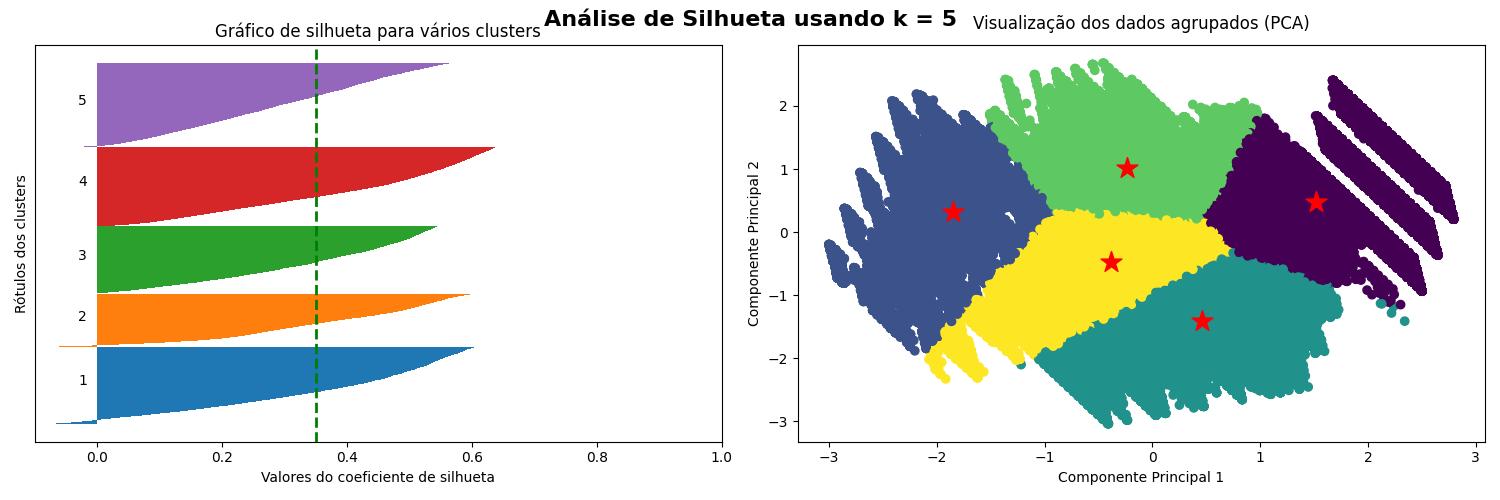 Análise de Silhueta usando k = 5
Gráfico de silhueta para vários clusters
Rótulos dos clusters
5
4
3
2
1
0.0 0.2 0.4 0.6 0.8 1.0
Valores do coeficiente de silhueta
Visualização dos dados agrupados (PCA)
Componente Principal 2
2
1
0
−1
−2
−3
−3 −2 −1 0 1 2 3
Componente Principal 1